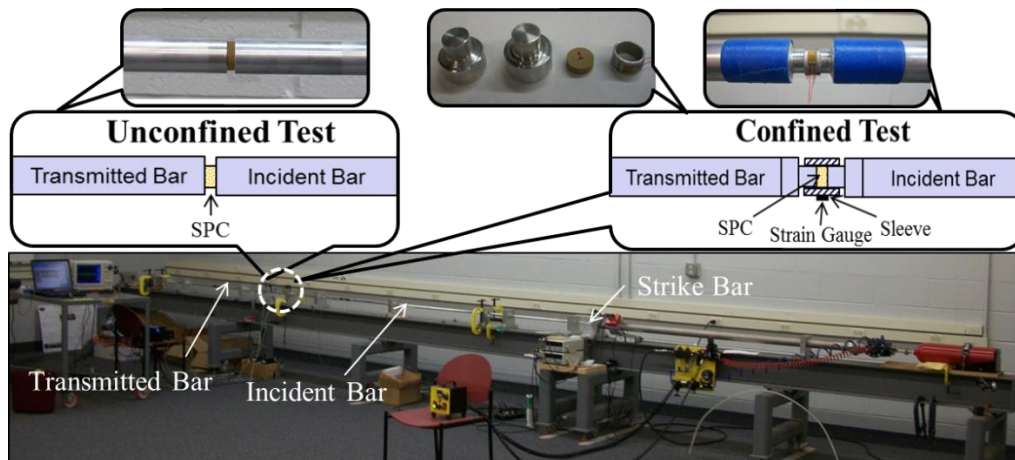 1
Unconfined Test
Transmitted Bar
Incident Bar
SPC
Confined Test
Transmitted Bar
Incident Bar
SPC
Strain Gauge
Sleeve
Strike Bar
Transmitted Bar
Incident Bar